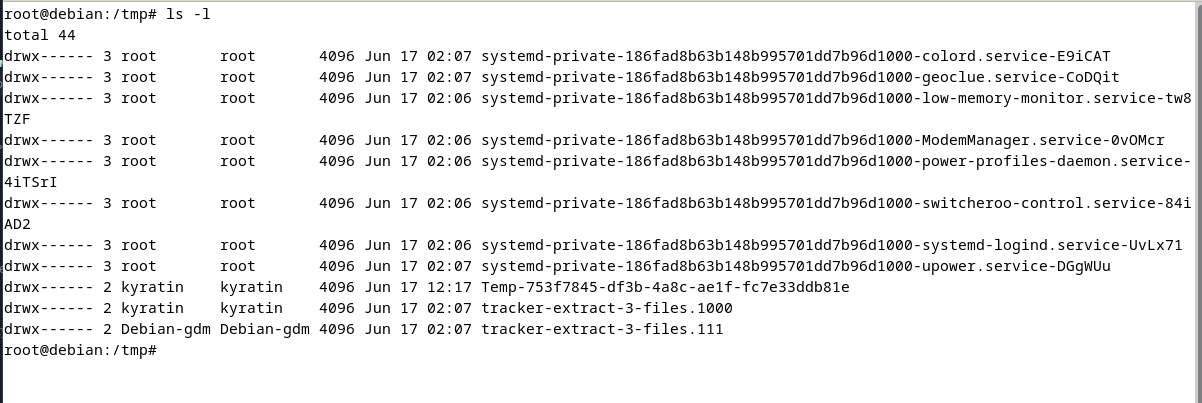 root@debian:/tmp# ls -l
total 44
drwx------ 3 root       root       4096 Jun 17 02:07 systemd-private-186fad8b63b148b995701dd7b96d1000-colord.service-E9iCAT
drwx------ 3 root       root       4096 Jun 17 02:07 systemd-private-186fad8b63b148b995701dd7b96d1000-geoclue.service-CoDQit
drwx------ 3 root       root       4096 Jun 17 02:06 systemd-private-186fad8b63b148b995701dd7b96d1000-low-memory-monitor.service-tw8
TZF
drwx------ 3 root       root       4096 Jun 17 02:06 systemd-private-186fad8b63b148b995701dd7b96d1000-ModemManager.service-0vOMcr
drwx------ 3 root       root       4096 Jun 17 02:06 systemd-private-186fad8b63b148b995701dd7b96d1000-power-profiles-daemon.service-
4iTSrI
drwx------ 3 root       root       4096 Jun 17 02:06 systemd-private-186fad8b63b148b995701dd7b96d1000-switcheroo-control.service-84i
AD2
drwx------ 3 root       root       4096 Jun 17 02:06 systemd-private-186fad8b63b148b995701dd7b96d1000-systemd-logind.service-UvLx71
drwx------ 3 root       root       4096 Jun 17 02:07 systemd-private-186fad8b63b148b995701dd7b96d1000-upower.service-DGgWUu
drwx------ 2 kyratin    kyratin    4096 Jun 17 12:17 Temp-753f7845-df3b-4a8c-ae1f-fc7e33ddb81e
drwx------ 2 kyratin    kyratin    4096 Jun 17 02:07 tracker-extract-3-files.1000
drwx------ 2 Debian-gdm Debian-gdm 4096 Jun 17 02:07 tracker-extract-3-files.111
root@debian:/tmp#